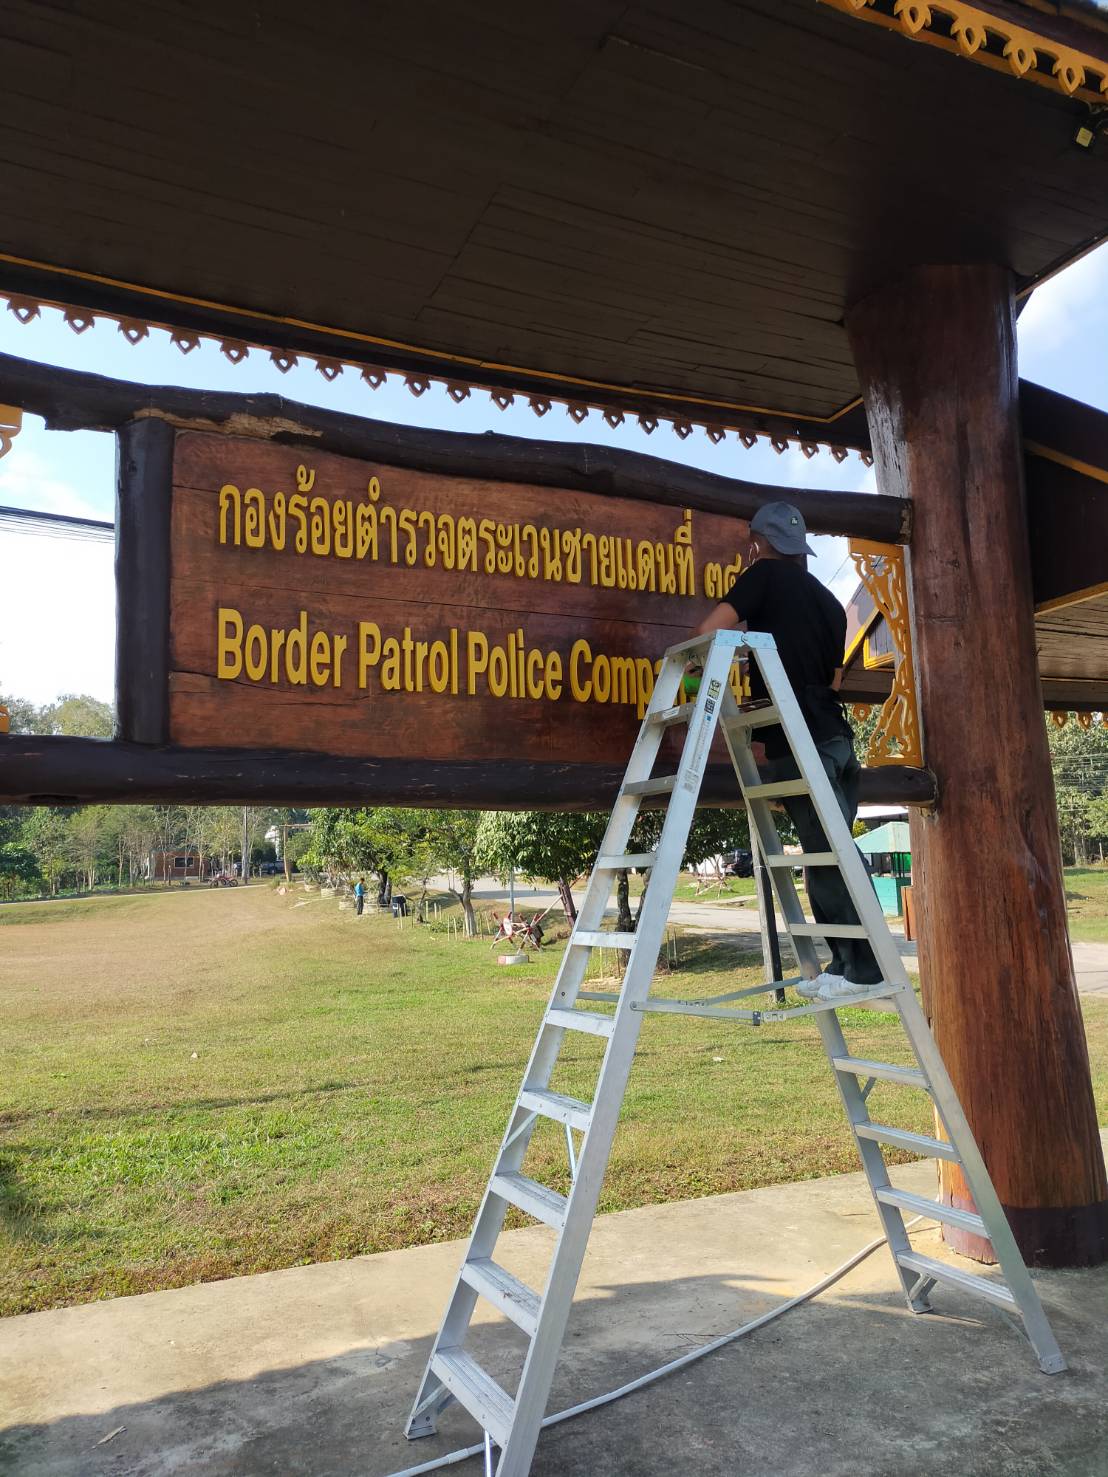 กองร้อยตำรวจตระเวนชายแดนที่
Border Patrol Police